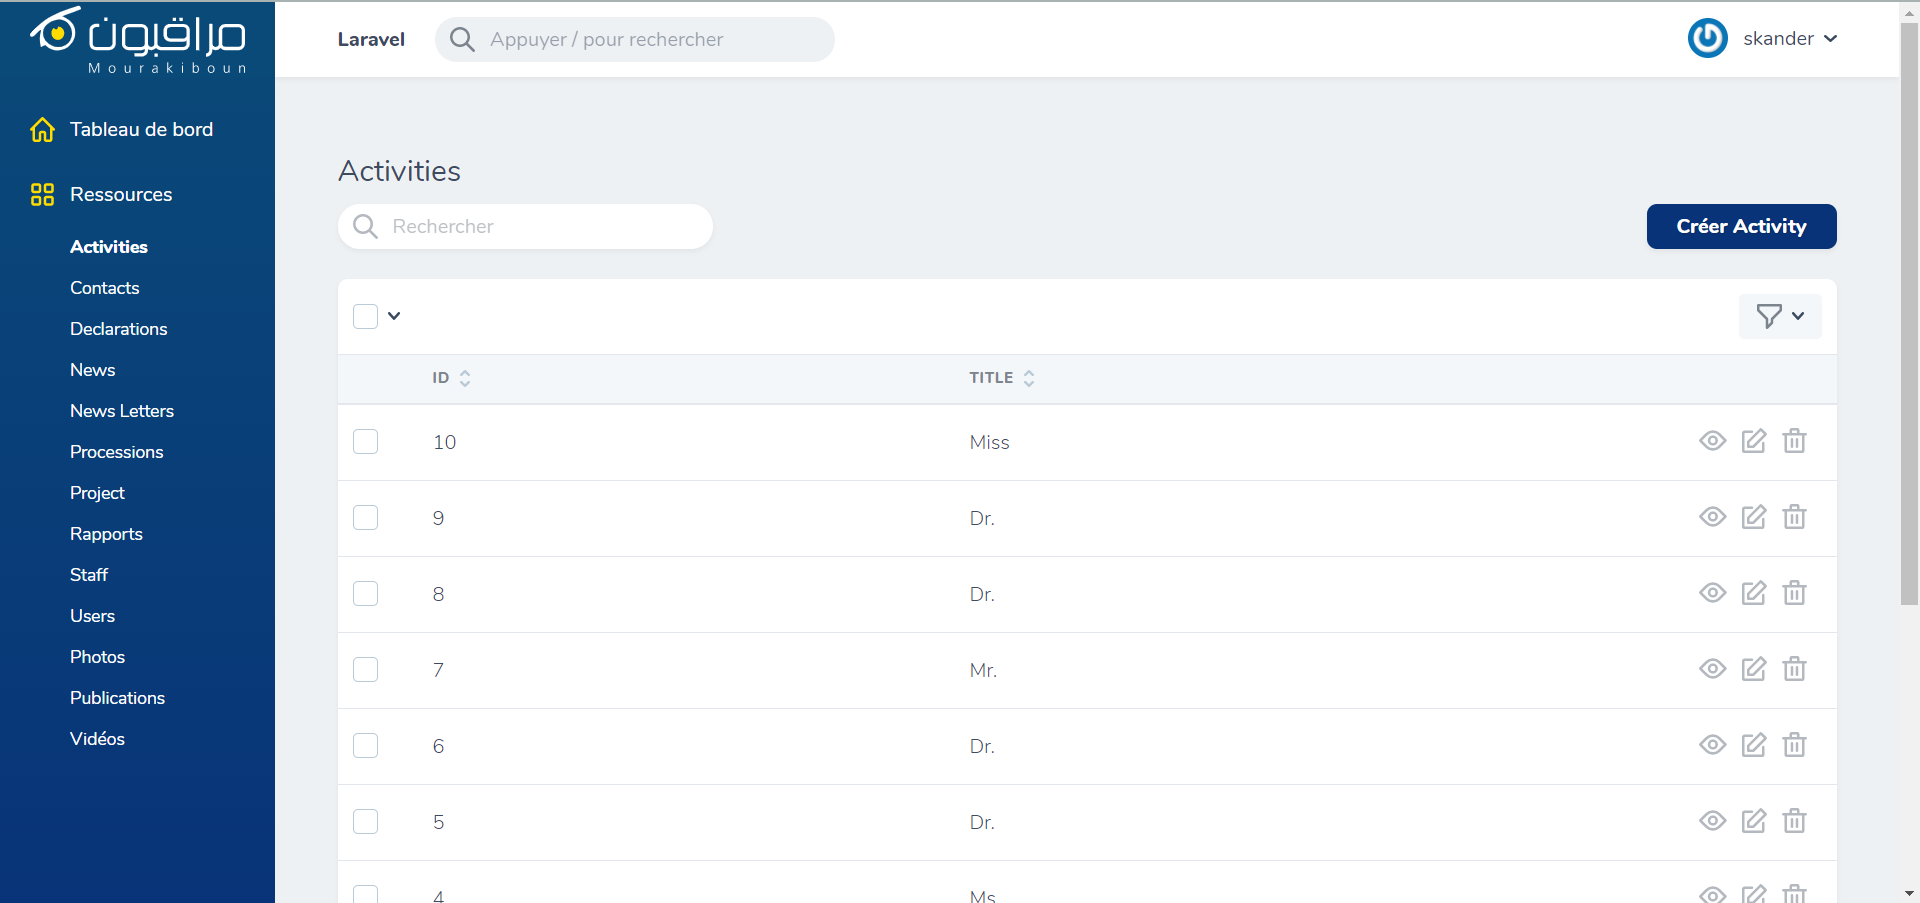 مراقبون
Mourakiboun
Tableau de bord
Ressources
Activities
Contacts
Declarations
News
News Letters
Processions
Project
Rapports
Staff
Users
Photos
Publications
Vidéos
Laravel
Appuyer / pour rechercher
skander
Activities
Rechercher
Créer Activity
ID TITLE
10 Miss
9 Dr.
8 Dr.
7 Mr.
6 Dr.
5 Dr.
4 Ms